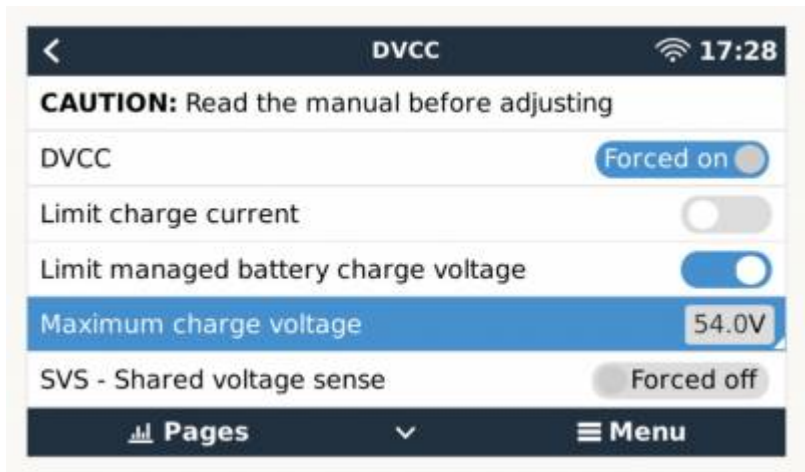 DVCC 17:28
CAUTION: Read the manual before adjusting
DVCC Forced on
Limit charge current
Limit managed battery charge voltage
Maximum charge voltage 54.0V
SVS - Shared voltage sense Forced off
Pages Menu